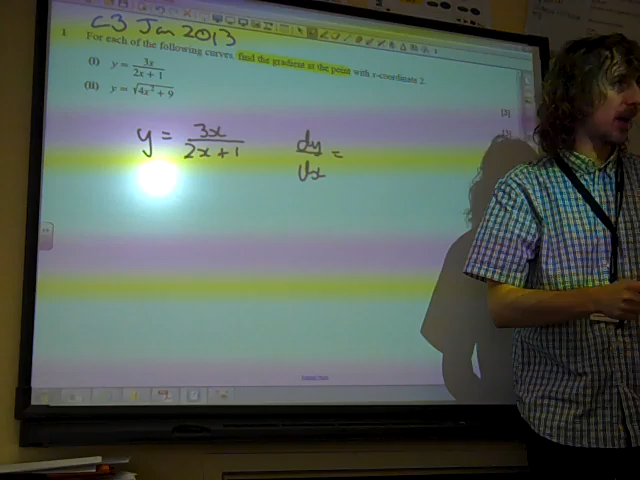 C3 Jan 2013
1 For each of the following curves, find the gradient at the point with x-coordinate 2.
(i) y = 3x/(2x + 1)
[3]
(ii) y = √(4x² + 9)
y = 3x/(2x + 1) dy/dx =